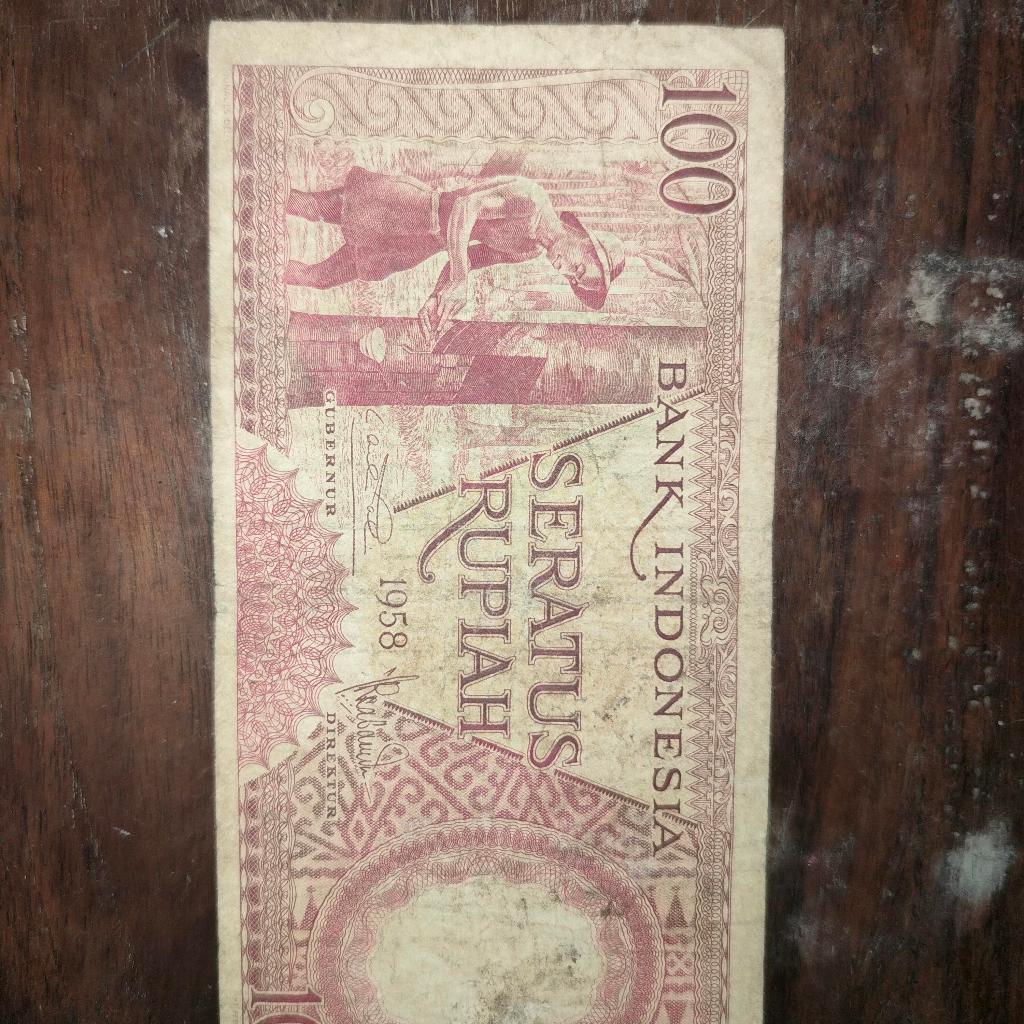 100
BANK INDONESIA
SERATUS
RUPIAH
1958
GUBERNUR
DIREKTUR